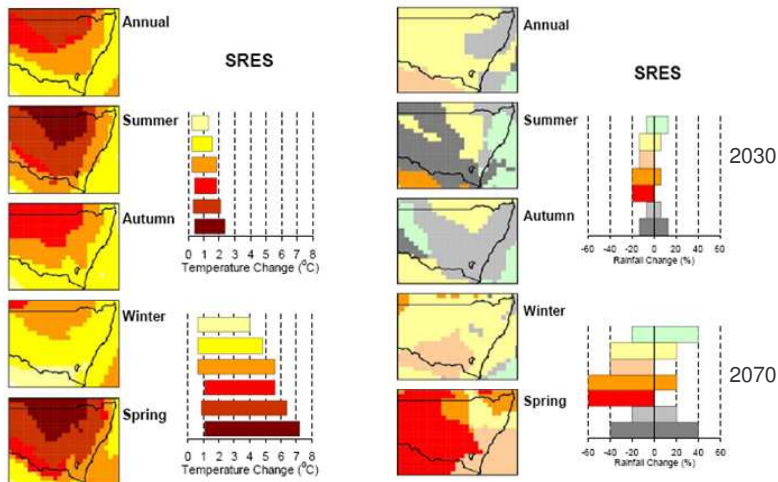 Annual
SRES
Summer
0 1 2 3 4 5 6 7 8
Temperature Change (°C)
Autumn
Winter
Spring
0 1 2 3 4 5 6 7 8
Temperature Change (°C)
Annual
SRES
Summer
2030
-60 -40 -20 0 20 40 60
Rainfall Change (%)
Autumn
Winter
2070
Spring
-60 -40 -20 0 20 40 60
Rainfall Change (%)